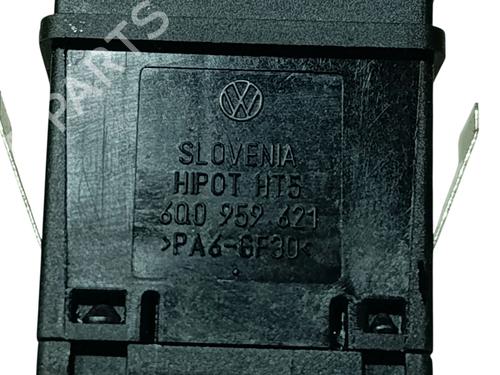 PARTS
SLOVENIA
HIPOT HT5
6Q0 959 621
>PA6-GF30<